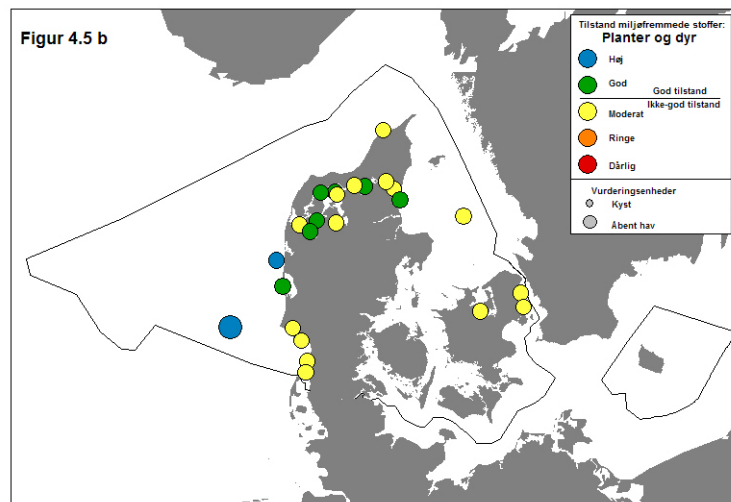 Figur 4.5 b
Tilstand miljøfremmede stoffer:
Planter og dyr
Høj
God
God tilstand
Ikke-god tilstand
Moderat
Ringe
Dårlig
Vurderingsenheder
Kyst
Åbent hav